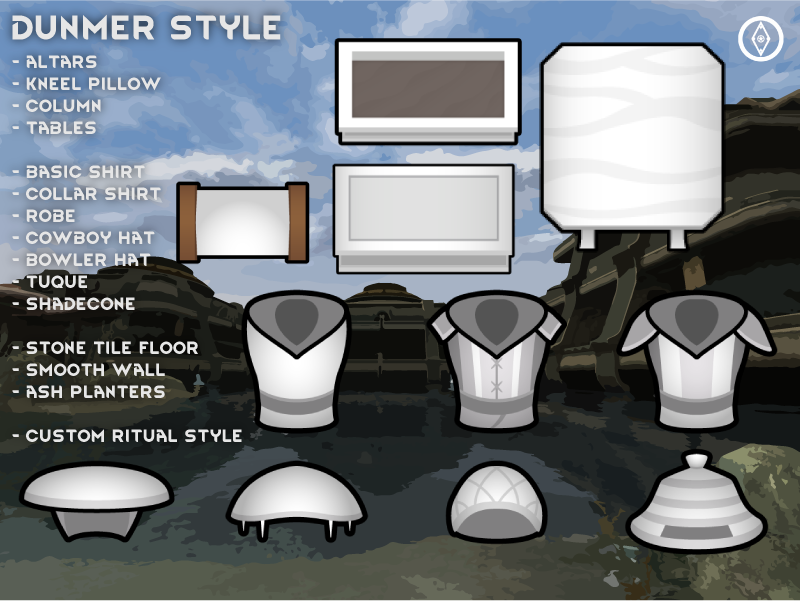 DUNMER STYLE
- ALTARS
- KNEEL PILLOW
- COLUMN
- TABLES
- BASIC SHIRT
- COLLAR SHIRT
- ROBE
- COWBOY HAT
- BOWLER HAT
- TUQUE
- SHADECONE
- STONE TILE FLOOR
- SMOOTH WALL
- ASH PLANTERS
- CUSTOM RITUAL STYLE